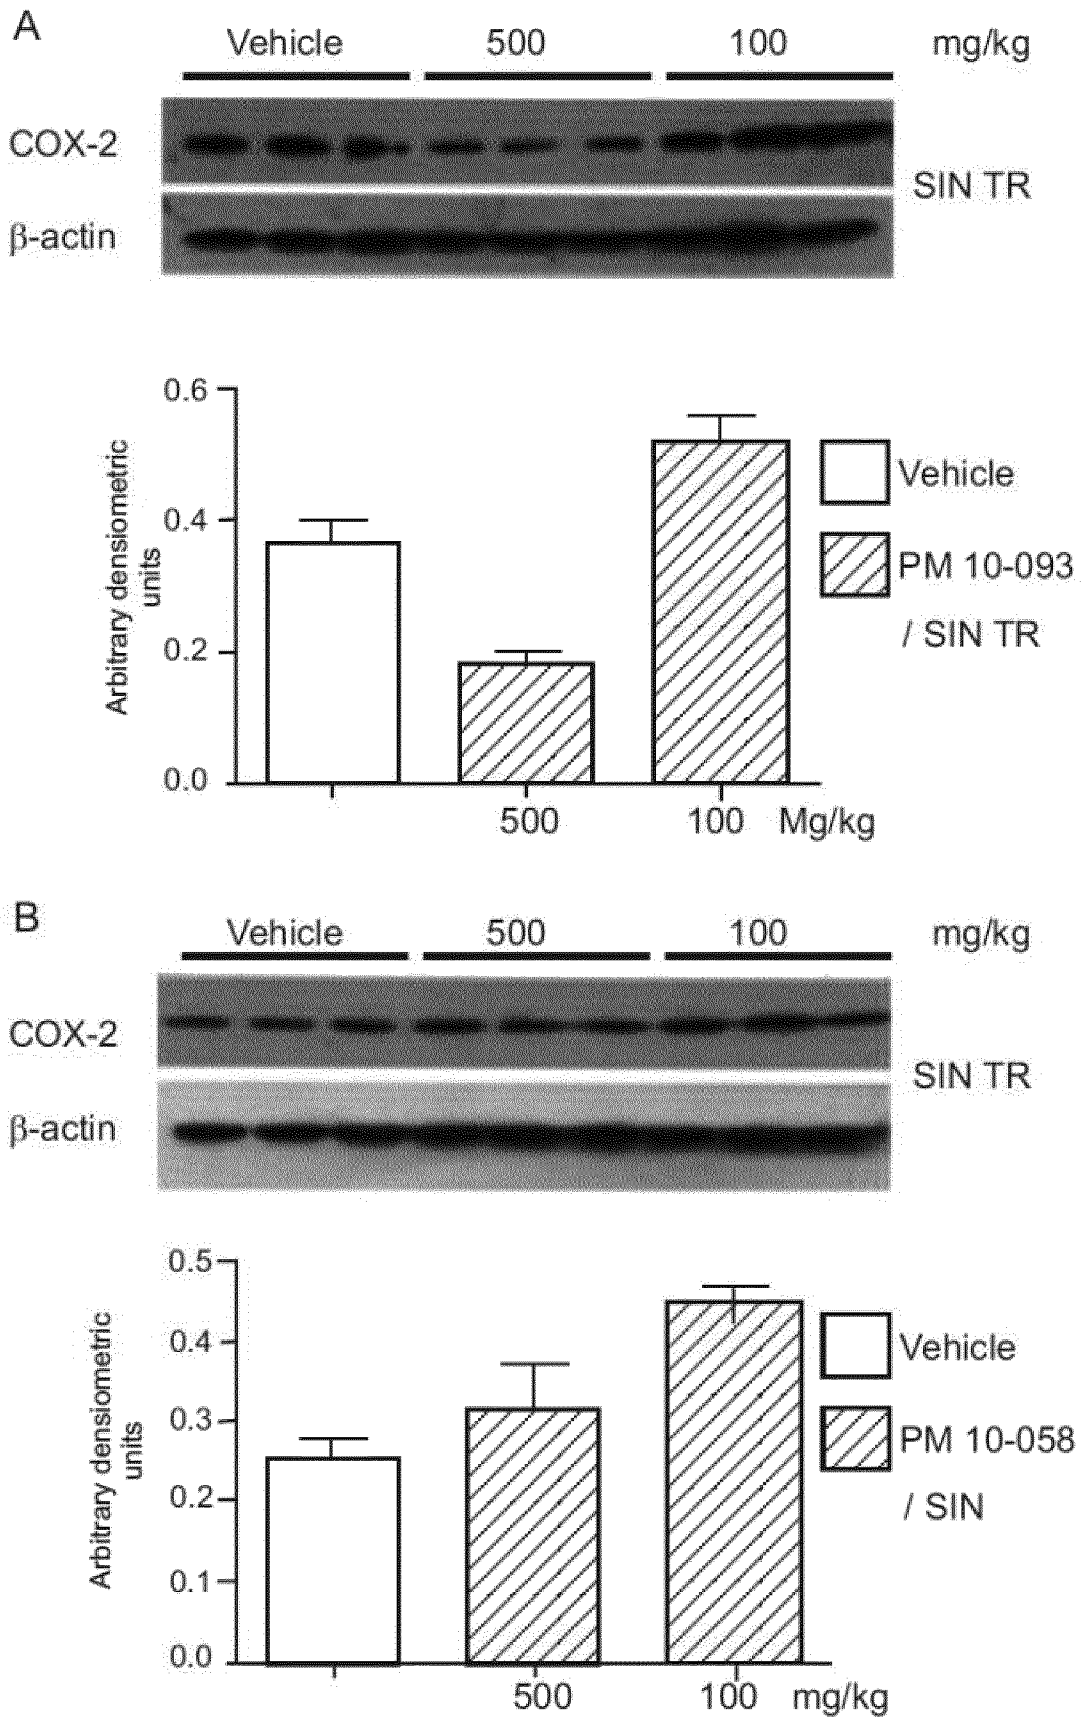 A
Vehicle 500 100 mg/kg
COX-2
SIN TR
β-actin
0.6
0.4
0.2
0.0
Arbitrary densiometric
units
500 100 Mg/kg
Vehicle
PM 10-093
/ SIN TR
B
Vehicle 500 100 mg/kg
COX-2
SIN TR
β-actin
0.5
0.4
0.3
0.2
0.1
0.0
Arbitrary densiometric
units
500 100 mg/kg
Vehicle
PM 10-058
/ SIN